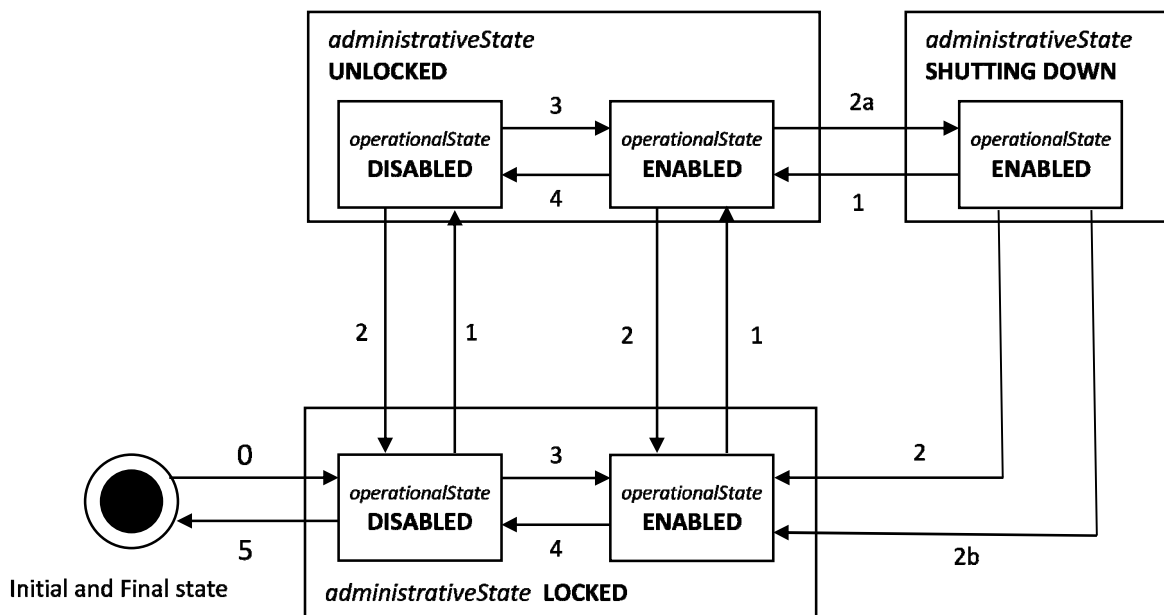 administrativeState
UNLOCKED
administrativeState
SHUTTING DOWN
3
2a
operationalState
DISABLED
operationalState
ENABLED
operationalState
ENABLED
4
1
2
1
2
1
0
3
2
operationalState
DISABLED
operationalState
ENABLED
5
4
2b
Initial and Final state
administrativeState LOCKED